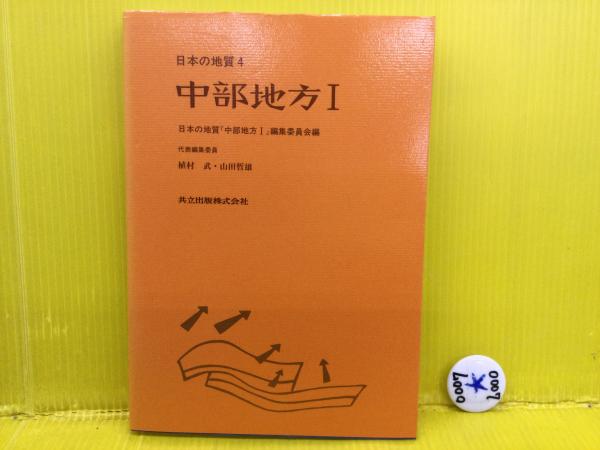 日本の地質 4
中部地方 I
日本の地質「中部地方 I」編集委員会編
代表編集委員
植村 武・山田哲雄
共立出版株式会社
0007
0007